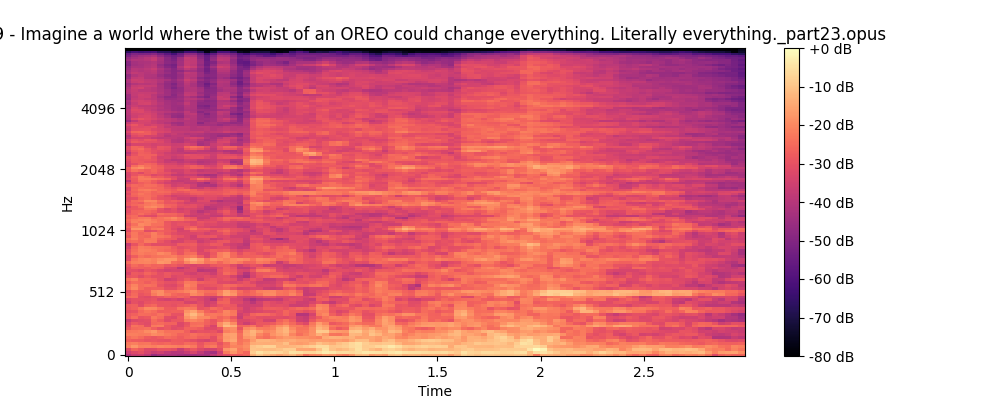 - Imagine a world where the twist of an OREO could change everything. Literally everything._part23.opus
+0 dB
4096
-10 dB
-20 dB
2048
-30 dB
Hz
-40 dB
1024
-50 dB
512
-60 dB
-70 dB
0
-80 dB
0
0.5
1
1.5
2
2.5
Time